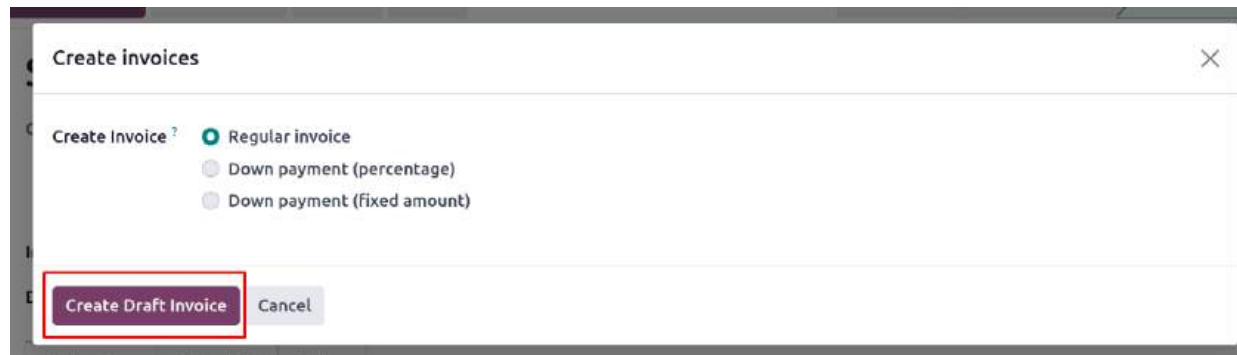 Create invoices
Create Invoice ? Regular invoice
Down payment (percentage)
Down payment (fixed amount)
Create Draft Invoice Cancel